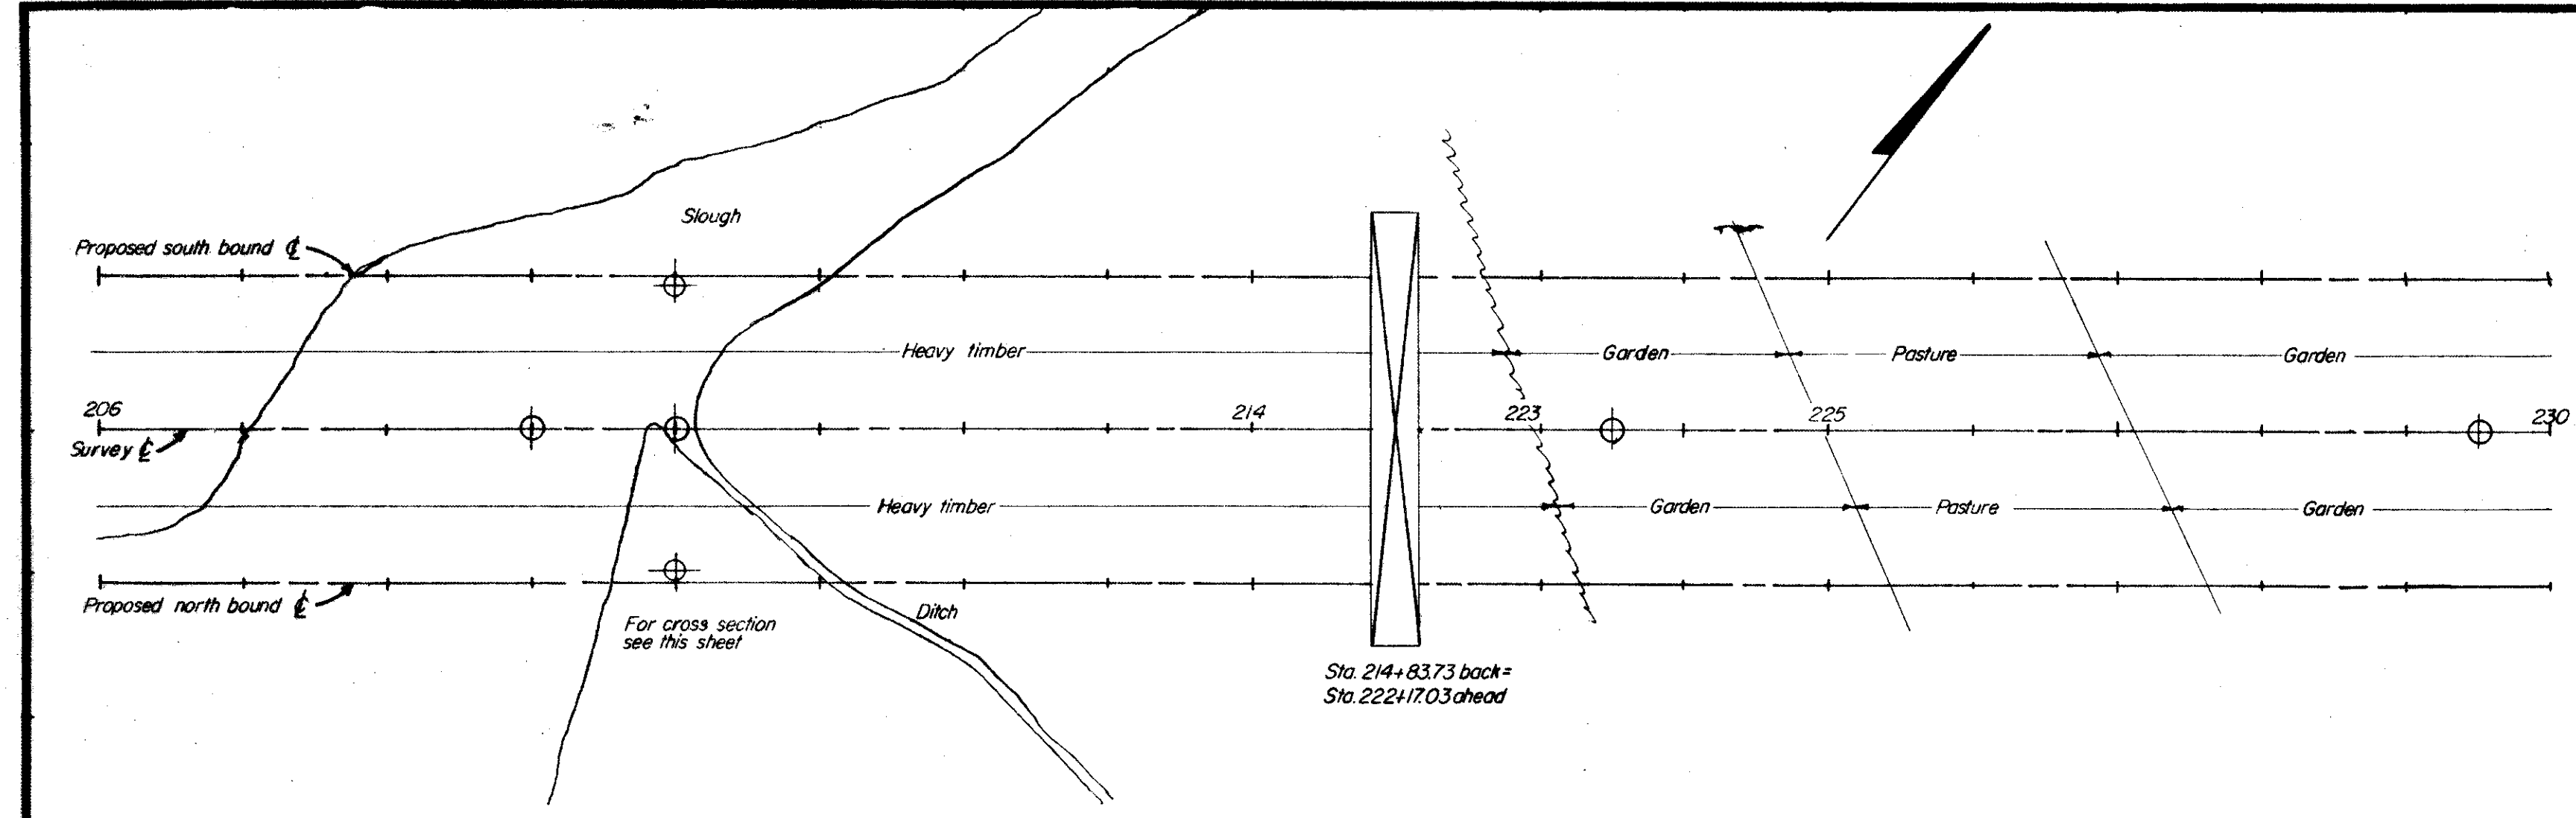 Slough
Proposed south bound ℄
Heavy timber
Garden
Pasture
Garden
206
214
223
225
230
Survey ℄
Heavy timber
Garden
Pasture
Garden
Proposed north bound ℄
Ditch
For cross section
see this sheet
Sta. 214+83.73 back =
Sta. 222+17.03 ahead